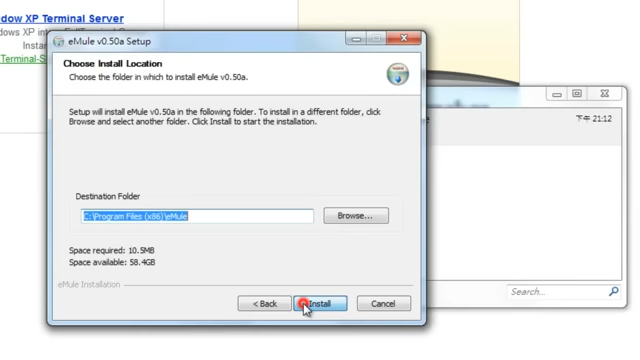 dow XP Terminal Server
eMule v0.50a Setup
Choose Install Location
Choose the folder in which to install eMule v0.50a.
Setup will install eMule v0.50a in the following folder. To install in a different folder, click
Browse and select another folder. Click Install to start the installation.
Destination Folder
C:\Program Files (x86)\eMule
Browse...
Space required: 10.5MB
Space available: 58.4GB
eMule Installation
< Back
Install
Cancel
dows XP in
Instan
Terminal-S
下午 21:12
Search...